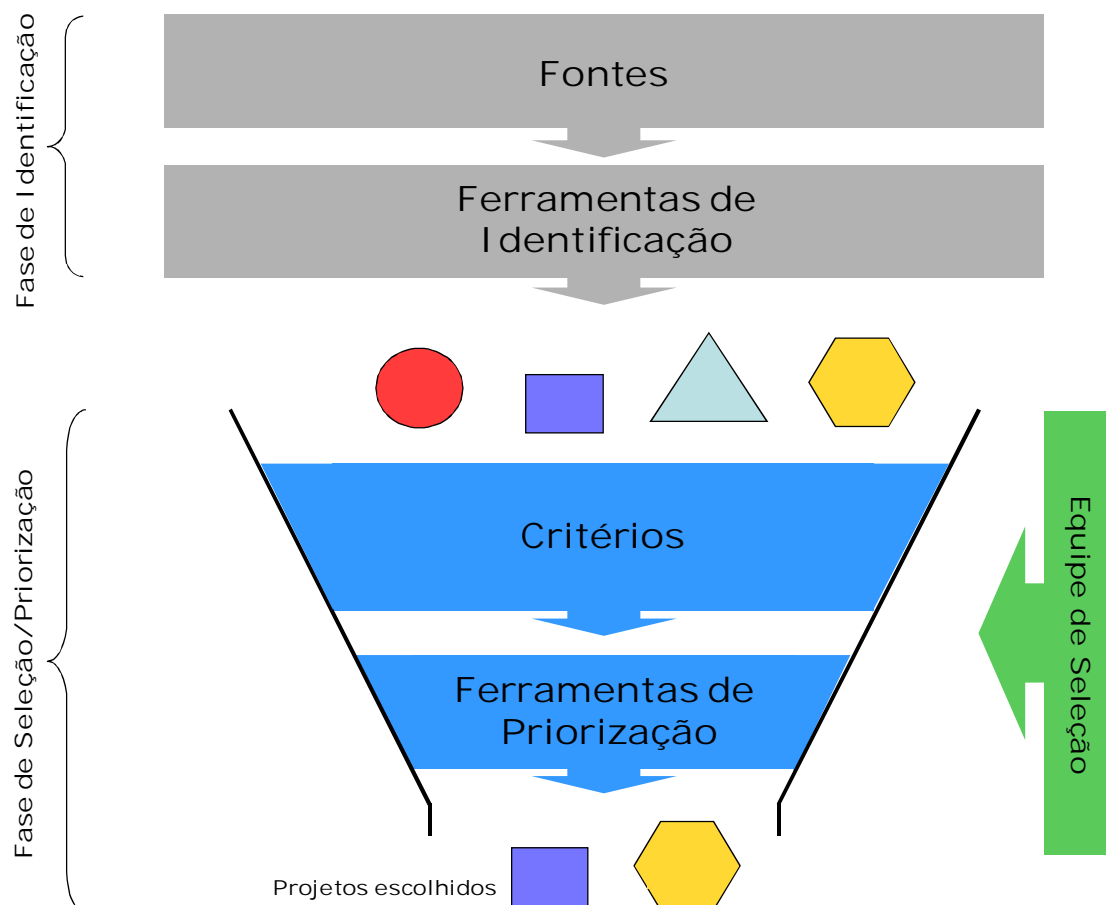 Fase de Identificação
Fontes
Ferramentas de
Identificação
Fase de Seleção/Priorização
Critérios
Ferramentas de
Priorização
Equipe de Seleção
Projetos escolhidos